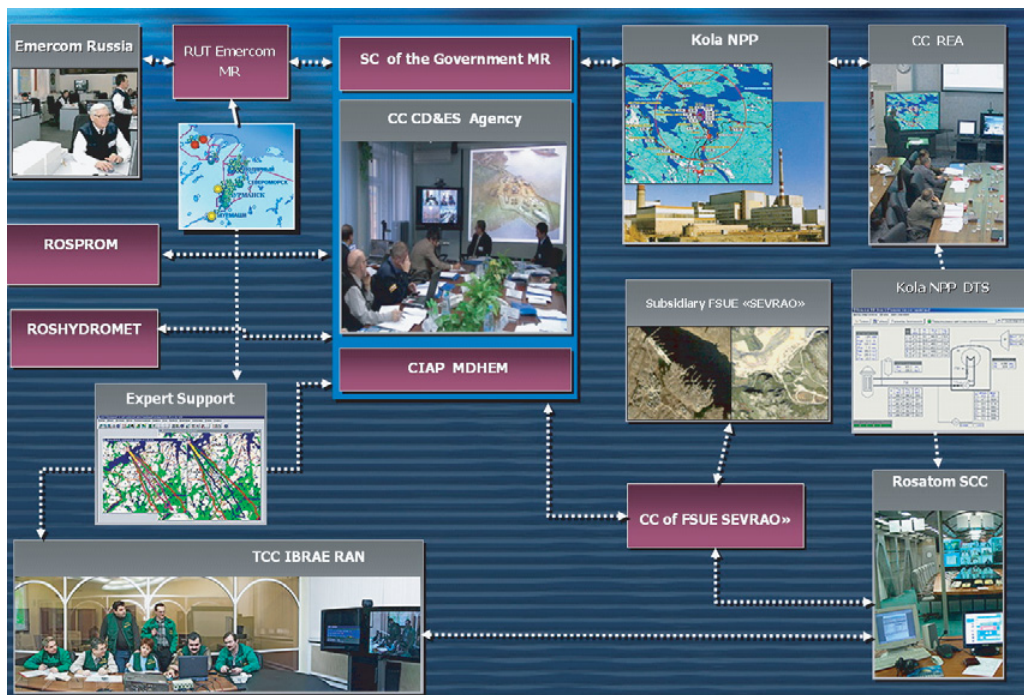 Emercom Russia
RUT Emercom
MR
SC of the Government MR
Kola NPP
CC REA
CC CD&ES Agency
ROSPROM
ROSHYDROMET
Subsidiary FSUE «SEVRAO»
Kola NPP DTS
CIAP MDHEM
Expert Support
Rosatom SCC
CC of FSUE SEVRAO»
TCC IBRAE RAN